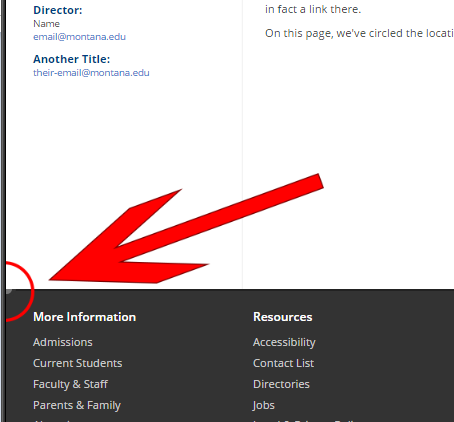 Director:
Name
email@montana.edu
Another Title:
their-email@montana.edu
in fact a link there.
On this page, we've circled the locati
More Information
Admissions
Current Students
Faculty & Staff
Parents & Family
Resources
Accessibility
Contact List
Directories
Jobs